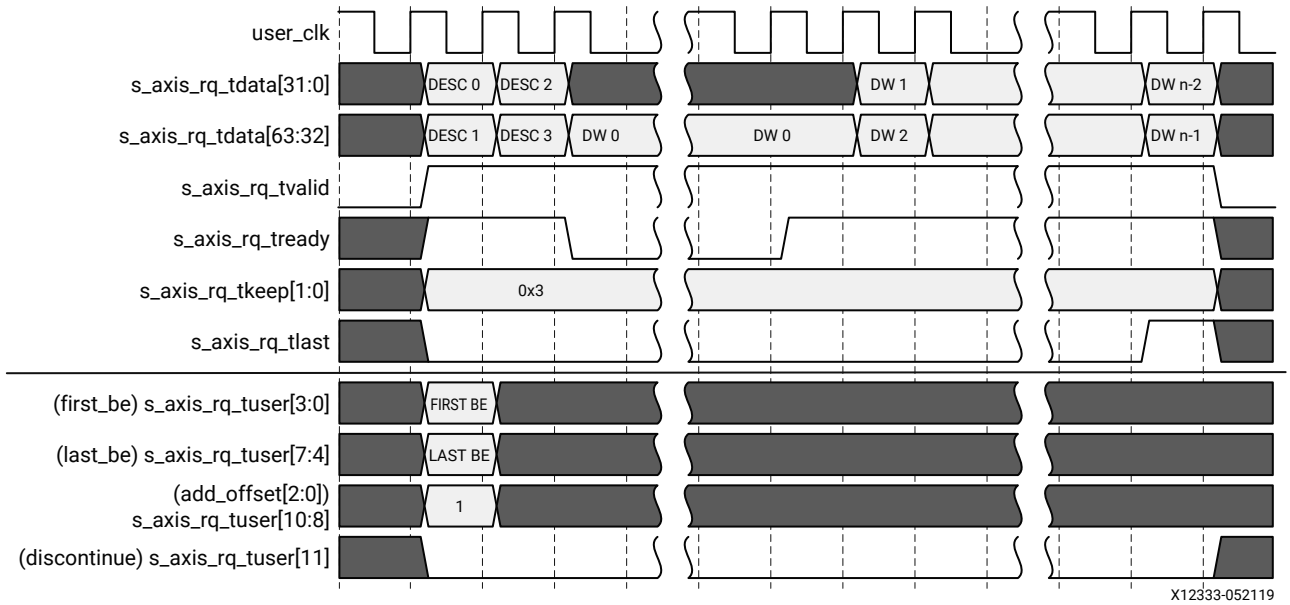 user_clk
s_axis_rq_tdata[31:0] DESC 0 DESC 2 DW 1 DW n-2
s_axis_rq_tdata[63:32] DESC 1 DESC 3 DW 0 DW 0 DW 2 DW n-1
s_axis_rq_tvalid
s_axis_rq_tready
s_axis_rq_tkeep[1:0] 0x3
s_axis_rq_tlast
(first_be) s_axis_rq_tuser[3:0] FIRST BE
(last_be) s_axis_rq_tuser[7:4] LAST BE
(add_offset[2:0])
s_axis_rq_tuser[10:8] 1
(discontinue) s_axis_rq_tuser[11]
X12333-052119